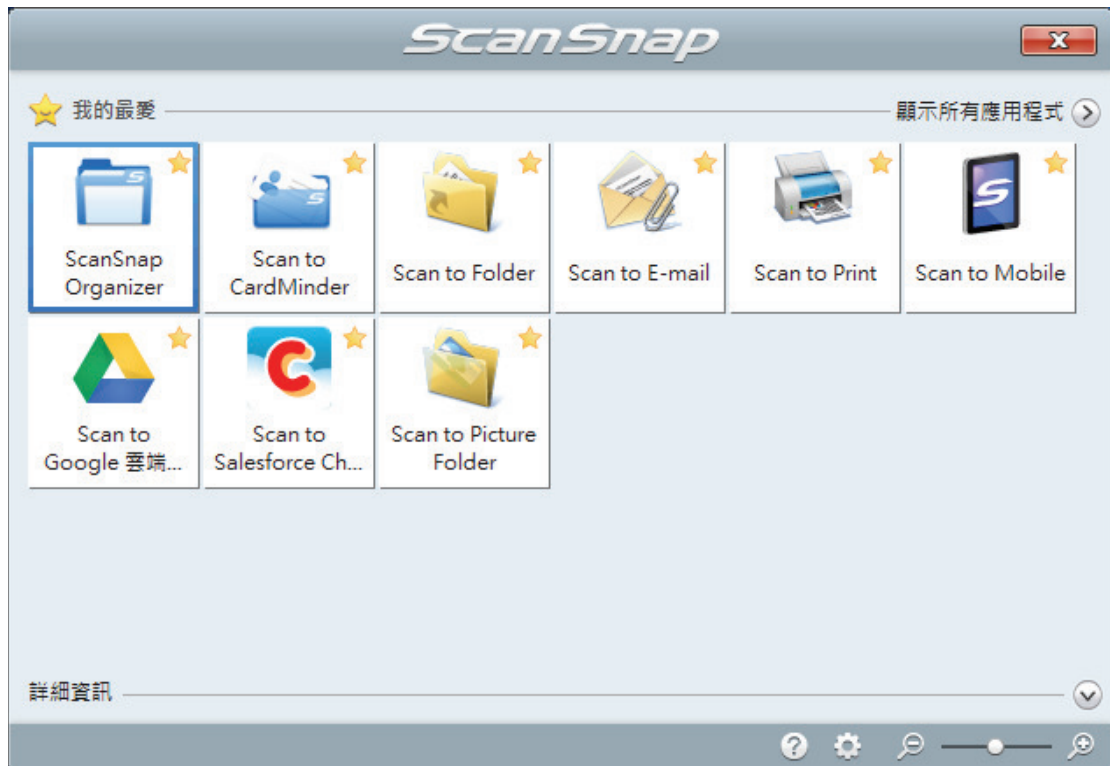 ScanSnap
我的最愛
顯示所有應用程式
ScanSnap
Organizer
Scan to
CardMinder
Scan to Folder
Scan to E-mail
Scan to Print
Scan to Mobile
Scan to
Google 雲端...
Scan to
Salesforce Ch...
Scan to Picture
Folder
詳細資訊